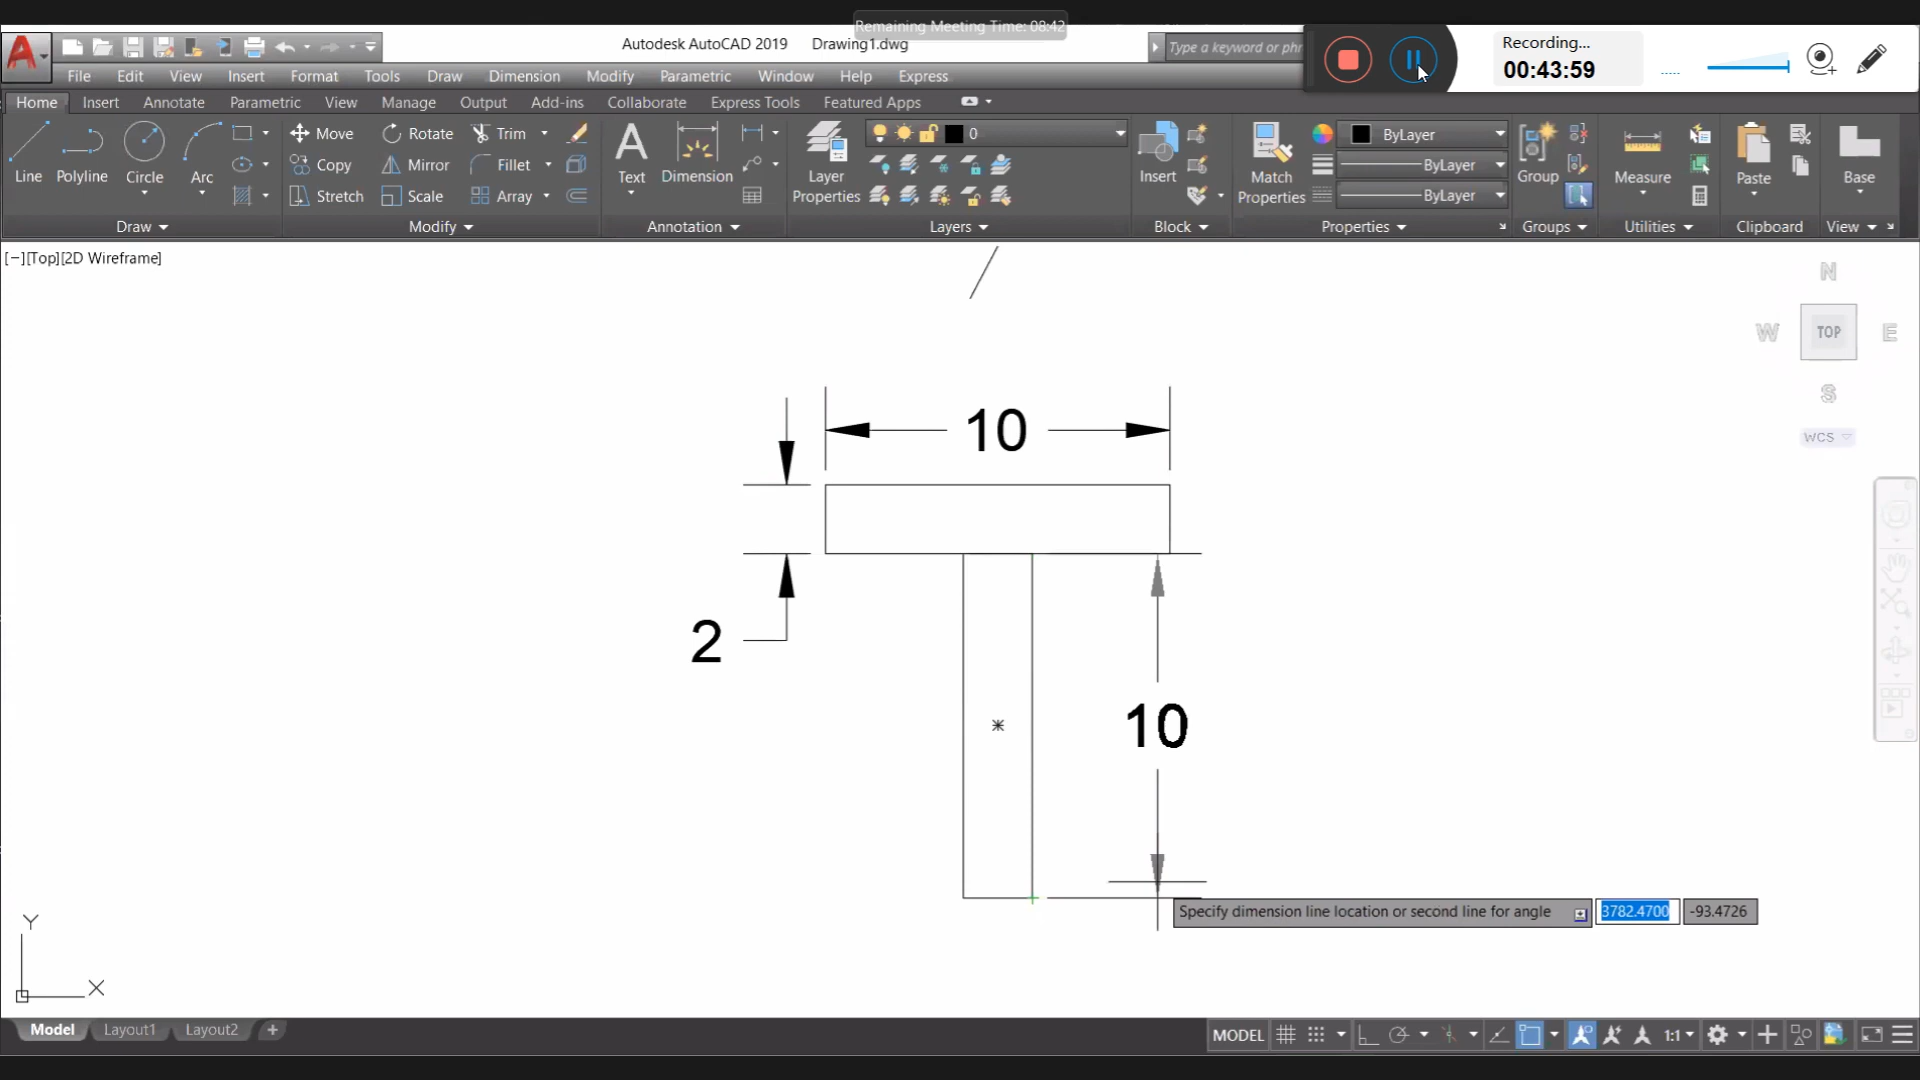 Remaining Meeting Time: 08:42
Autodesk AutoCAD 2019 Drawing1.dwg
Type a keyword or phr
Recording...
00:43:59
File Edit View Insert Format Tools Draw Dimension Modify Parametric Window Help Express
Home Insert Annotate Parametric View Manage Output Add-ins Collaborate Express Tools Featured Apps
Line Polyline Circle Arc
Move Rotate Trim
Copy Mirror Fillet
Stretch Scale Array
Text Dimension
Layer Properties
0
Insert
Match Properties
ByLayer
ByLayer
ByLayer
Group
Measure
Paste
Base
Draw Modify Annotation Layers Block Properties Groups Utilities Clipboard View
[−][Top][2D Wireframe]
N
W TOP E
S
WCS
10
2
10
Specify dimension line location or second line for angle 3782.4700 -93.4726
Y
X
Model Layout1 Layout2 +
MODEL 1:1